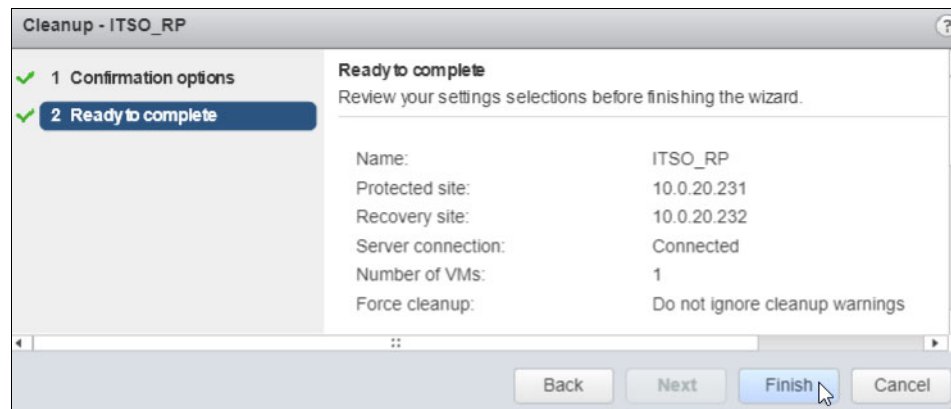 Cleanup - ITSO_RP
?
1 Confirmation options
2 Ready to complete
Ready to complete
Review your settings selections before finishing the wizard.
Name: ITSO_RP
Protected site: 10.0.20.231
Recovery site: 10.0.20.232
Server connection: Connected
Number of VMs: 1
Force cleanup: Do not ignore cleanup warnings
Back Next Finish Cancel